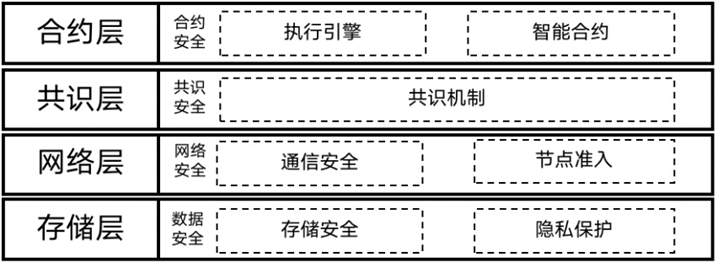 合约层
合约
安全
执行引擎
智能合约
共识层
共识
安全
共识机制
网络层
网络
安全
通信安全
节点准入
存储层
数据
安全
存储安全
隐私保护